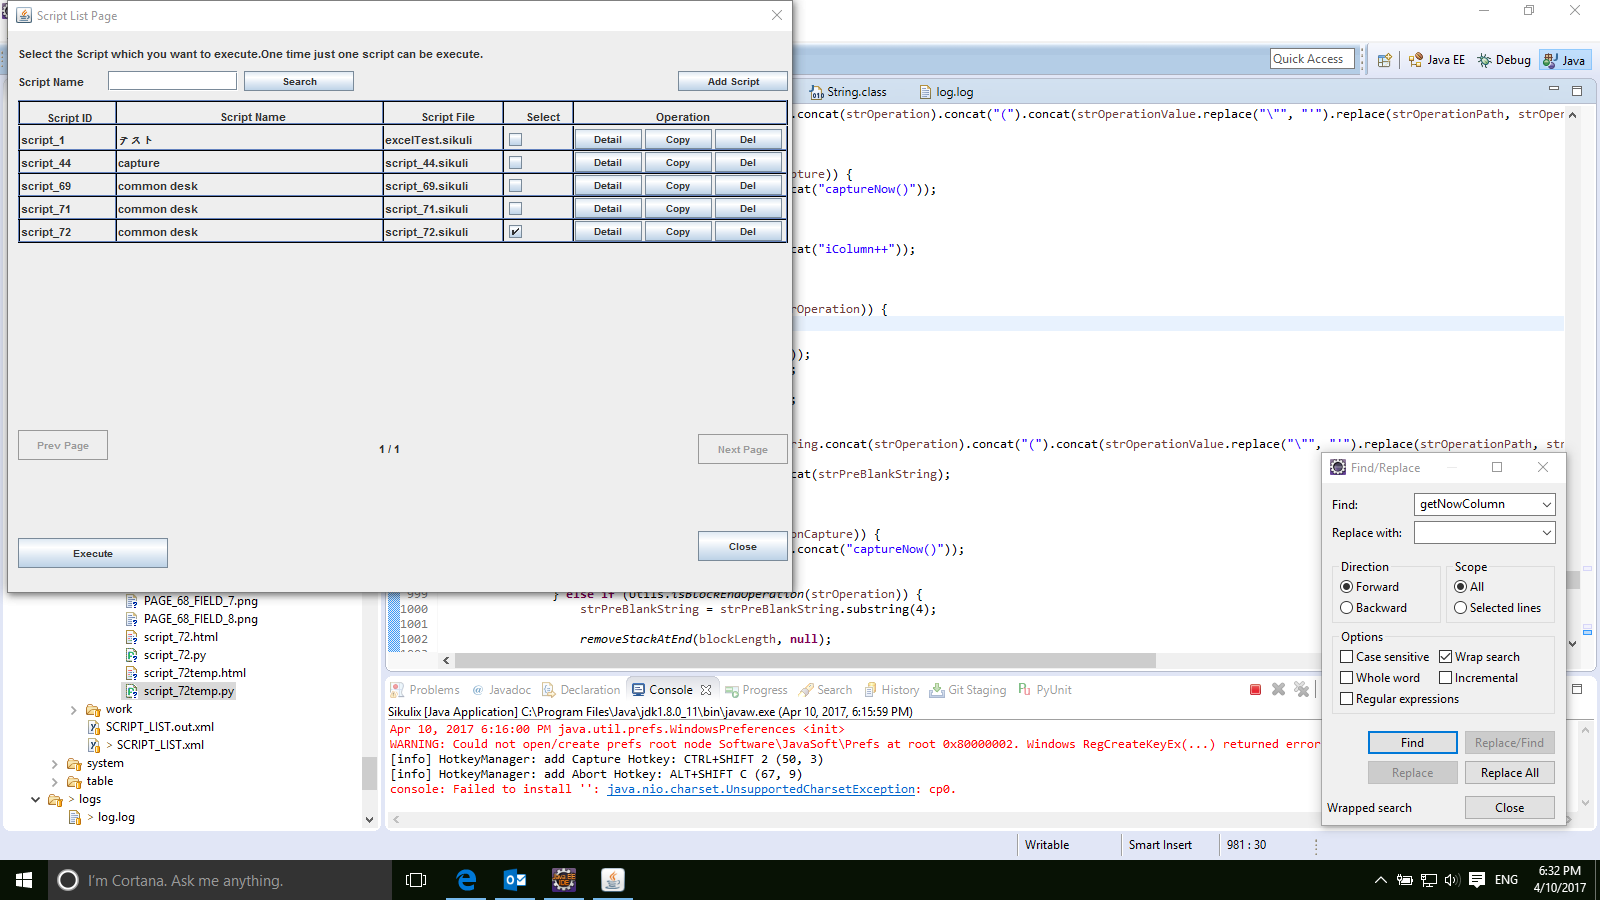 Script List Page
Select the Script which you want to execute.One time just one script can be execute.
Script Name Search Add Script
Script ID Script Name Script File Select Operation
script_1 テスト excelTest.sikuli Detail Copy Del
script_44 capture script_44.sikuli Detail Copy Del
script_69 common desk script_69.sikuli Detail Copy Del
script_71 common desk script_71.sikuli Detail Copy Del
script_72 common desk script_72.sikuli Detail Copy Del
Prev Page 1 / 1 Next Page
Execute Close
Quick Access Java EE Debug Java
String.class log.log
.concat(strOperation).concat("(").concat(strOperationValue.replace("\"", "'").replace(strOperationPath, strOper
pture)) {
cat("captureNow()"));
cat("iColumn++"));
rOperation)) {
));
;
;
ring.concat(strOperation).concat("(").concat(strOperationValue.replace("\"", "'").replace(strOperationPath, str
cat(strPreBlankString);
onCapture)) {
.concat("captureNow()"));
999 } else if (Utils.isBlockEndOperation(strOperation)) {
1000 strPreBlankString = strPreBlankString.substring(4);
1001
1002 removeStackAtEnd(blockLength, null);
PAGE_68_FIELD_7.png
PAGE_68_FIELD_8.png
script_72.html
script_72.py
script_72temp.html
script_72temp.py
work
SCRIPT_LIST.out.xml
> SCRIPT_LIST.xml
system
table
> logs
> log.log
Problems @ Javadoc Declaration Console Progress Search History Git Staging PyUnit
Sikulix [Java Application] C:\Program Files\Java\jdk1.8.0_11\bin\javaw.exe (Apr 10, 2017, 6:15:59 PM)
Apr 10, 2017 6:16:00 PM java.util.prefs.WindowsPreferences <init>
WARNING: Could not open/create prefs root node Software\JavaSoft\Prefs at root 0x80000002. Windows RegCreateKeyEx(...) returned error
[info] HotkeyManager: add Capture Hotkey: CTRL+SHIFT 2 (50, 3)
[info] HotkeyManager: add Abort Hotkey: ALT+SHIFT C (67, 9)
console: Failed to install '': java.nio.charset.UnsupportedCharsetException: cp0.
Find/Replace
Find: getNowColumn
Replace with:
Direction Scope
Forward All
Backward Selected lines
Options
Case sensitive Wrap search
Whole word Incremental
Regular expressions
Find Replace/Find
Replace Replace All
Wrapped search Close
Writable Smart Insert 981 : 30
I'm Cortana. Ask me anything.
ENG 6:32 PM
4/10/2017